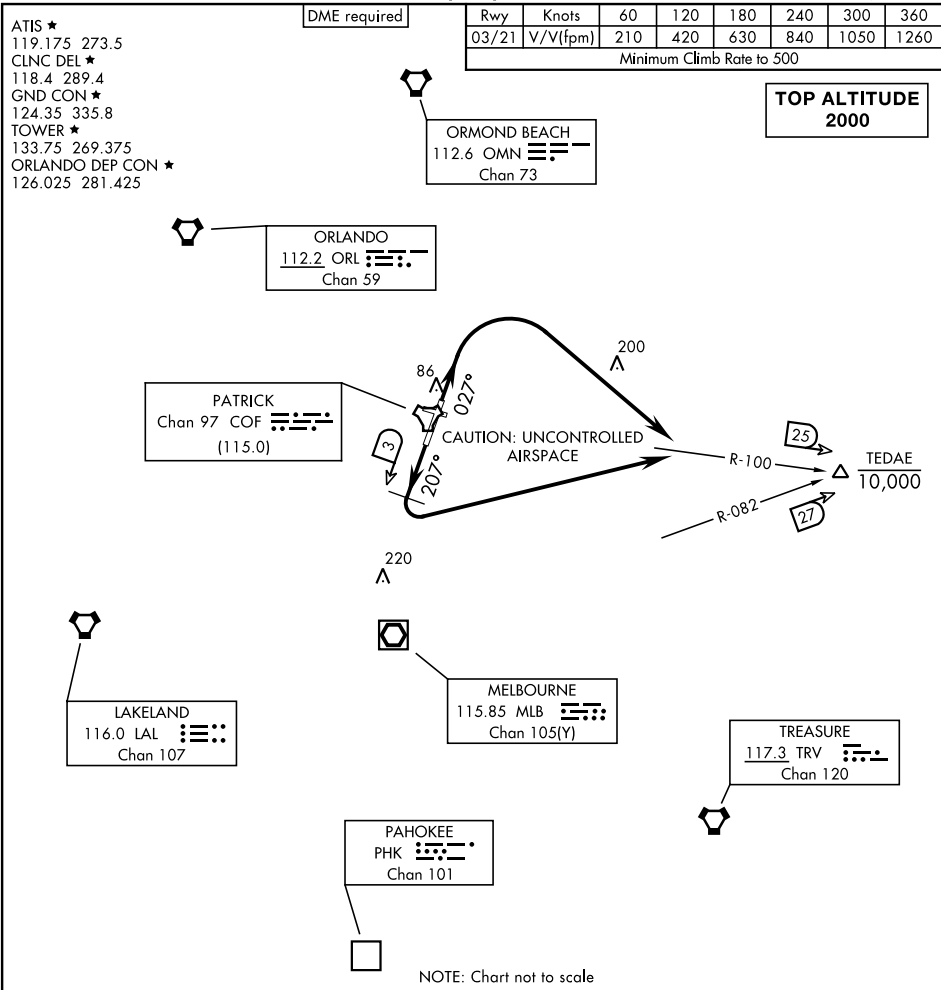 ATIS ★
119.175 273.5
CLNC DEL ★
118.4 289.4
GND CON ★
124.35 335.8
TOWER ★
133.75 269.375
ORLANDO DEP CON ★
126.025 281.425
DME required
Rwy Knots 60 120 180 240 300 360
03/21 V/V(fpm) 210 420 630 840 1050 1260
Minimum Climb Rate to 500
TOP ALTITUDE
2000
ORMOND BEACH
112.6 OMN
Chan 73
ORLANDO
112.2 ORL
Chan 59
200
86
027°
PATRICK
Chan 97 COF
(115.0)
3
207°
CAUTION: UNCONTROLLED
AIRSPACE
25
R-100
TEDAE
10,000
R-082
27
220
LAKELAND
116.0 LAL
Chan 107
MELBOURNE
115.85 MLB
Chan 105(Y)
TREASURE
117.3 TRV
Chan 120
PAHOKEE
PHK
Chan 101
NOTE: Chart not to scale